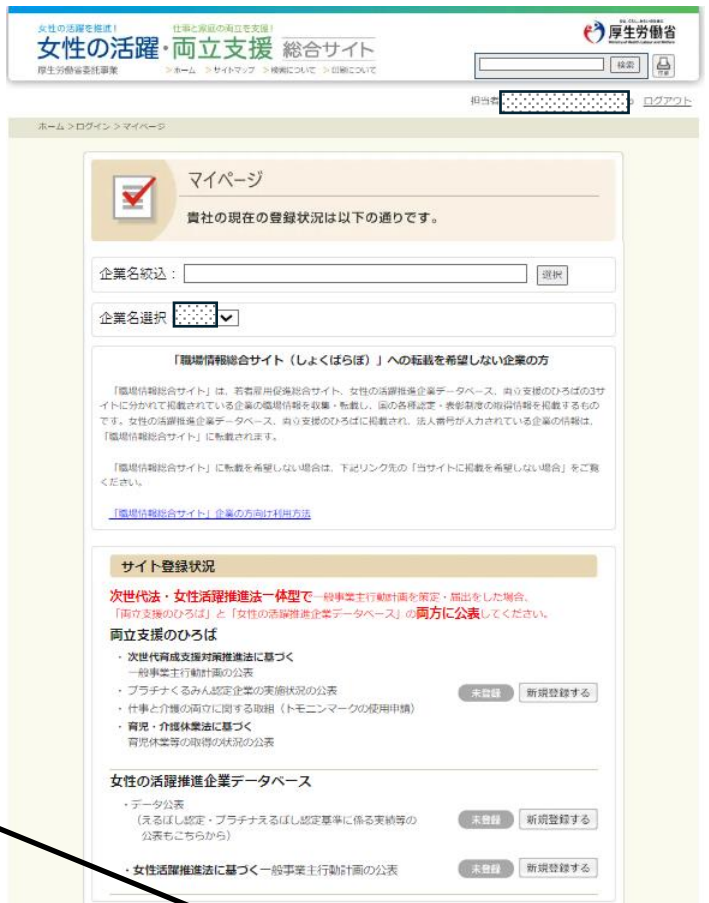 女性の活躍を推進! 仕事と家庭の両立を支援!
女性の活躍・両立支援 総合サイト
厚生労働省委託事業 >ホーム >サイトマップ >検索について >印刷について
厚生労働省
Ministry of Health, Labour and Welfare
検索 印刷
担当者 ログアウト
ホーム >ログイン >マイページ
マイページ
貴社の現在の登録状況は以下の通りです。
企業名絞込: 選択
企業名選択
「職場情報総合サイト(しょくばらぼ)」への転載を希望しない企業の方
「職場情報総合サイト」は、若者雇用促進総合サイト、女性の活躍推進企業データベース、両立支援のひろばの3サ
イトに分かれて掲載されている企業の職場情報を収集・転載し、国の各種認定・表彰制度の取得情報を掲載するもの
です。女性の活躍推進企業データベース、両立支援のひろばに掲載され、法人番号が入力されている企業の情報は、
「職場情報総合サイト」に転載されます。
「職場情報総合サイト」に転載を希望しない場合は、下記リンク先の「当サイトに掲載を希望しない場合」をご覧
ください。
「職場情報総合サイト」企業の方向け利用方法
サイト登録状況
次世代法・女性活躍推進法一体型で一般事業主行動計画を策定・届出をした場合、
「両立支援のひろば」と「女性の活躍推進企業データベース」の両方に公表してください。
両立支援のひろば
・次世代育成支援対策推進法に基づく
一般事業主行動計画の公表
・プラチナくるみん認定企業の実施状況の公表
・仕事と介護の両立に関する取組(トモニンマークの使用申請)
・育児・介護休業法に基づく
育児休業等の取得の状況の公表
未登録 新規登録する
女性の活躍推進企業データベース
・データ公表
(えるぼし認定・プラチナえるぼし認定基準に係る実績等の
公表もこちらから)
未登録 新規登録する
・女性活躍推進法に基づく一般事業主行動計画の公表 未登録 新規登録する